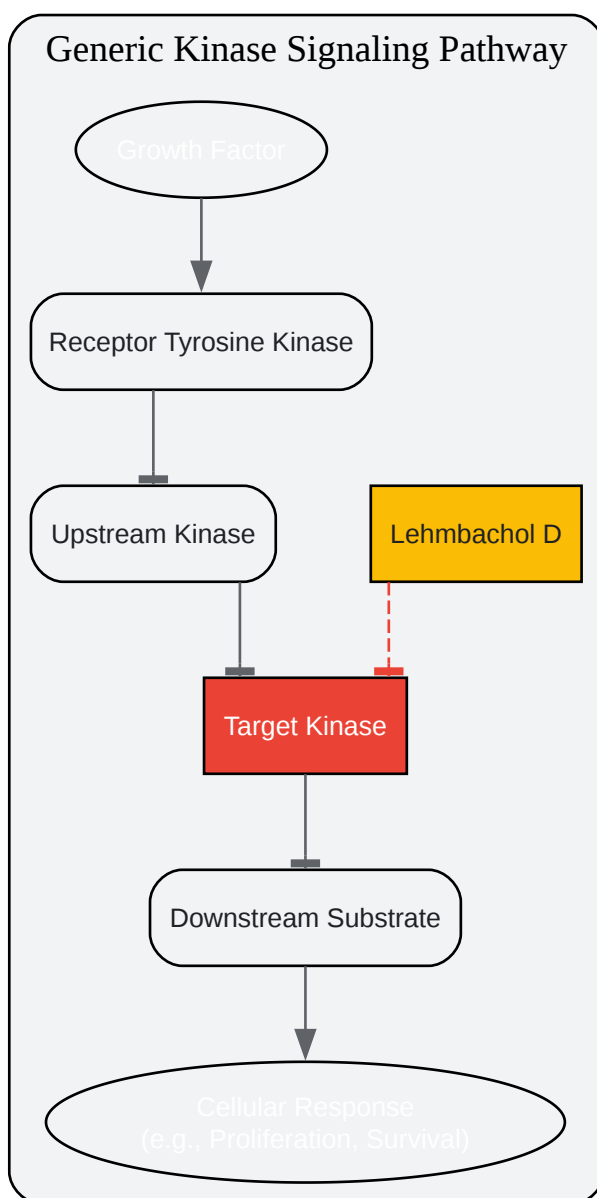 Generic Kinase Signaling Pathway
Growth Factor
Receptor Tyrosine Kinase
Upstream Kinase
Lehmbachol D
Target Kinase
Downstream Substrate
Cellular Response
(e.g., Proliferation, Survival)